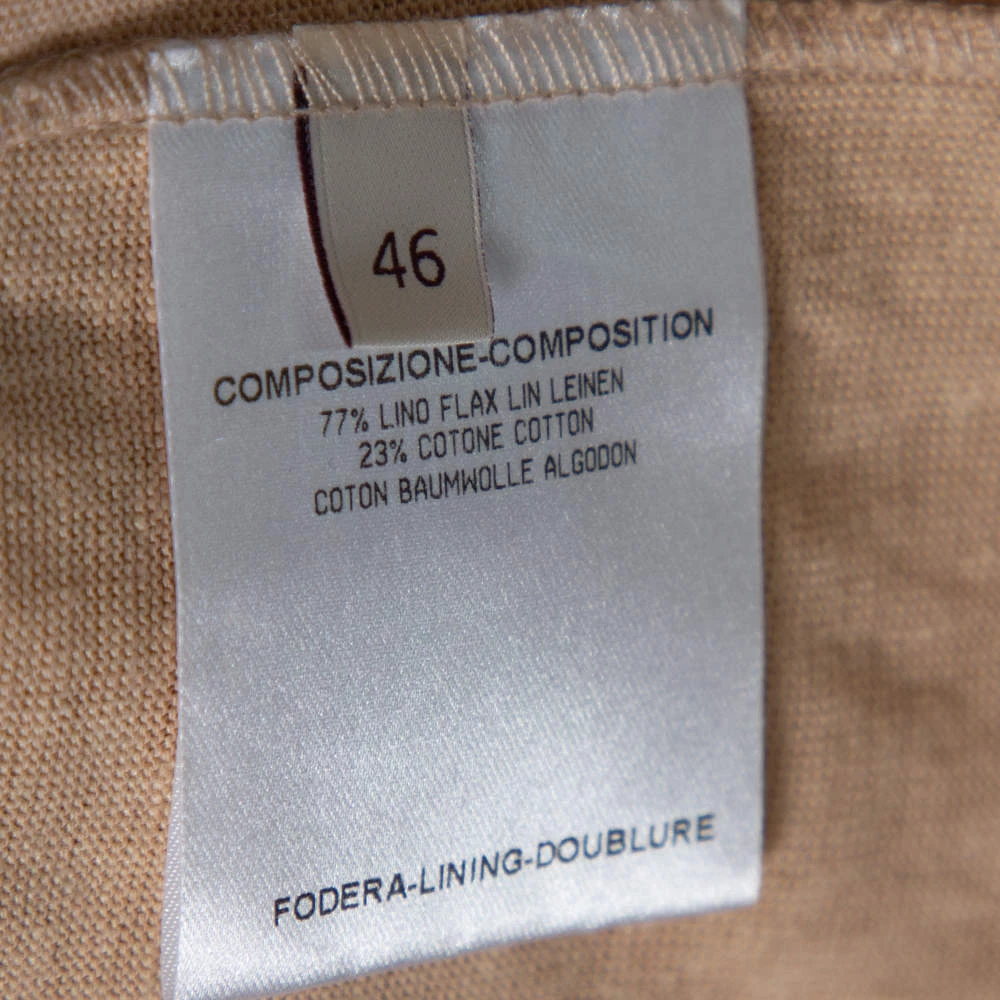 46
COMPOSIZIONE-COMPOSITION
77% LINO FLAX LIN LEINEN
23% COTONE COTTON
COTON BAUMWOLLE ALGODON
FODERA-LINING-DOUBLURE